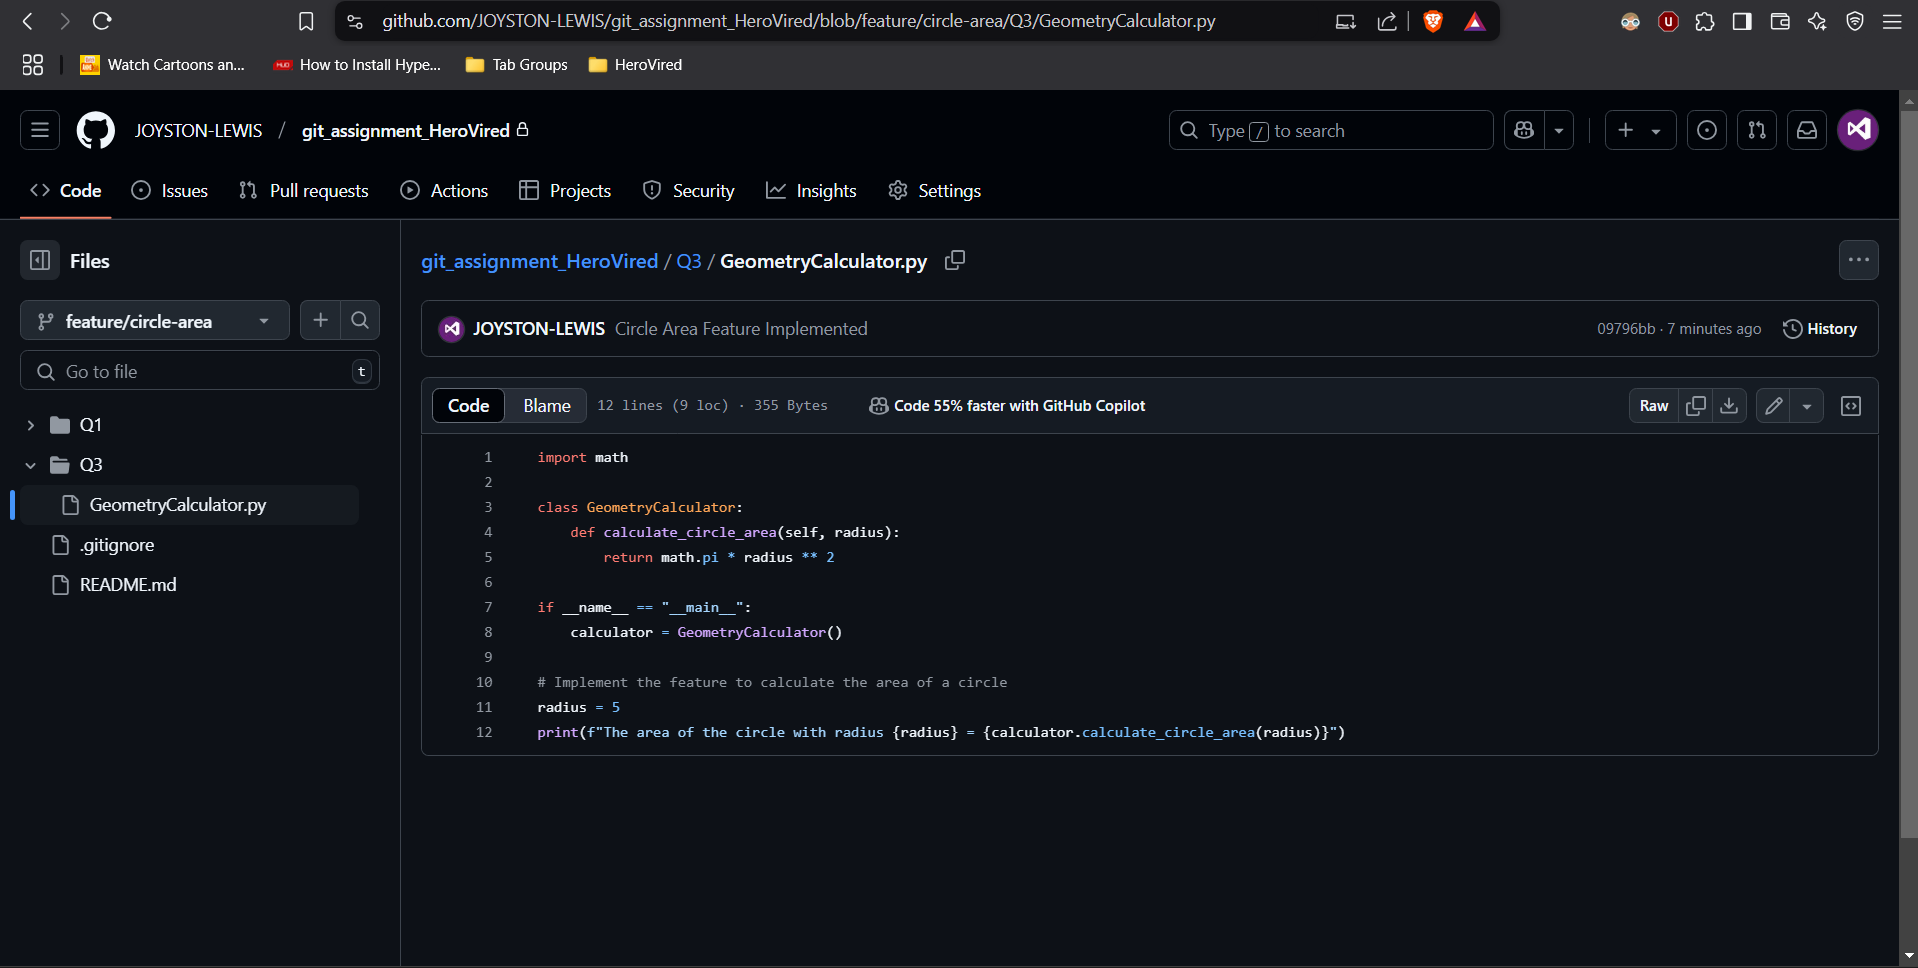 github.com/JOYSTON-LEWIS/git_assignment_HeroVired/blob/feature/circle-area/Q3/GeometryCalculator.py
Watch Cartoons an... How to Install Hype... Tab Groups HeroVired
JOYSTON-LEWIS / git_assignment_HeroVired
Type / to search
Code Issues Pull requests Actions Projects Security Insights Settings
Files
feature/circle-area
Go to file t
Q1
Q3
GeometryCalculator.py
.gitignore
README.md
git_assignment_HeroVired / Q3 / GeometryCalculator.py
JOYSTON-LEWIS Circle Area Feature Implemented 09796bb · 7 minutes ago History
Code Blame 12 lines (9 loc) · 355 Bytes Code 55% faster with GitHub Copilot Raw
1 import math
2
3 class GeometryCalculator:
4     def calculate_circle_area(self, radius):
5         return math.pi * radius ** 2
6
7 if __name__ == "__main__":
8     calculator = GeometryCalculator()
9
10 # Implement the feature to calculate the area of a circle
11 radius = 5
12 print(f"The area of the circle with radius {radius} = {calculator.calculate_circle_area(radius)}")